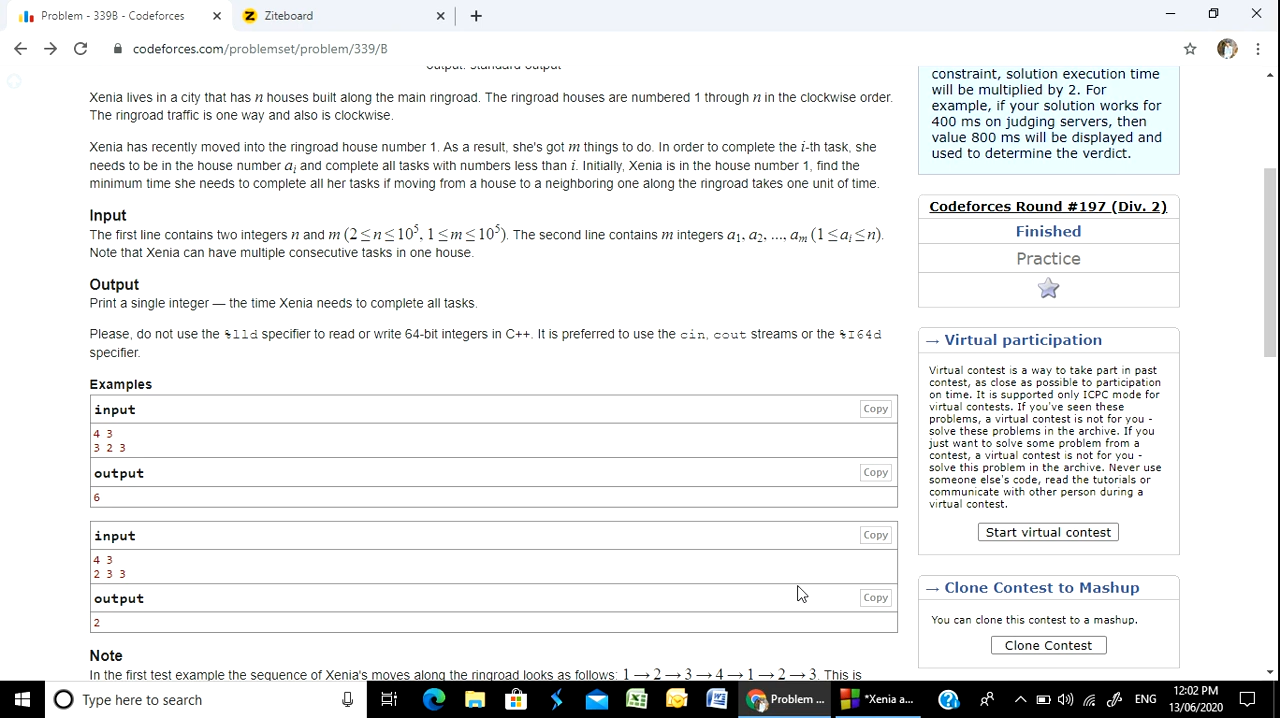 Problem - 339B - Codeforces
Ziteboard
codeforces.com/problemset/problem/339/B
output: standard output
Xenia lives in a city that has n houses built along the main ringroad. The ringroad houses are numbered 1 through n in the clockwise order.
The ringroad traffic is one way and also is clockwise.
Xenia has recently moved into the ringroad house number 1. As a result, she's got m things to do. In order to complete the i-th task, she
needs to be in the house number aᵢ and complete all tasks with numbers less than i. Initially, Xenia is in the house number 1, find the
minimum time she needs to complete all her tasks if moving from a house to a neighboring one along the ringroad takes one unit of time.
Input
The first line contains two integers n and m (2 ≤ n ≤ 10⁵, 1 ≤ m ≤ 10⁵). The second line contains m integers a₁, a₂, ..., aₘ (1 ≤ aᵢ ≤ n).
Note that Xenia can have multiple consecutive tasks in one house.
Output
Print a single integer — the time Xenia needs to complete all tasks.
Please, do not use the %lld specifier to read or write 64-bit integers in C++. It is preferred to use the cin, cout streams or the %I64d
specifier.
Examples
input
Copy
4 3
3 2 3
output
Copy
6
input
Copy
4 3
2 3 3
output
Copy
2
Note
In the first test example the sequence of Xenia's moves along the ringroad looks as follows: 1 → 2 → 3 → 4 → 1 → 2 → 3. This is
constraint, solution execution time
will be multiplied by 2. For
example, if your solution works for
400 ms on judging servers, then
value 800 ms will be displayed and
used to determine the verdict.
Codeforces Round #197 (Div. 2)
Finished
Practice
→ Virtual participation
Virtual contest is a way to take part in past
contest, as close as possible to participation
on time. It is supported only ICPC mode for
virtual contests. If you've seen these
problems, a virtual contest is not for you -
solve these problems in the archive. If you
just want to solve some problem from a
contest, a virtual contest is not for you -
solve this problem in the archive. Never use
someone else's code, read the tutorials or
communicate with other person during a
virtual contest.
Start virtual contest
→ Clone Contest to Mashup
You can clone this contest to a mashup.
Clone Contest
Type here to search
Problem ...
*Xenia a...
ENG
12:02 PM
13/06/2020